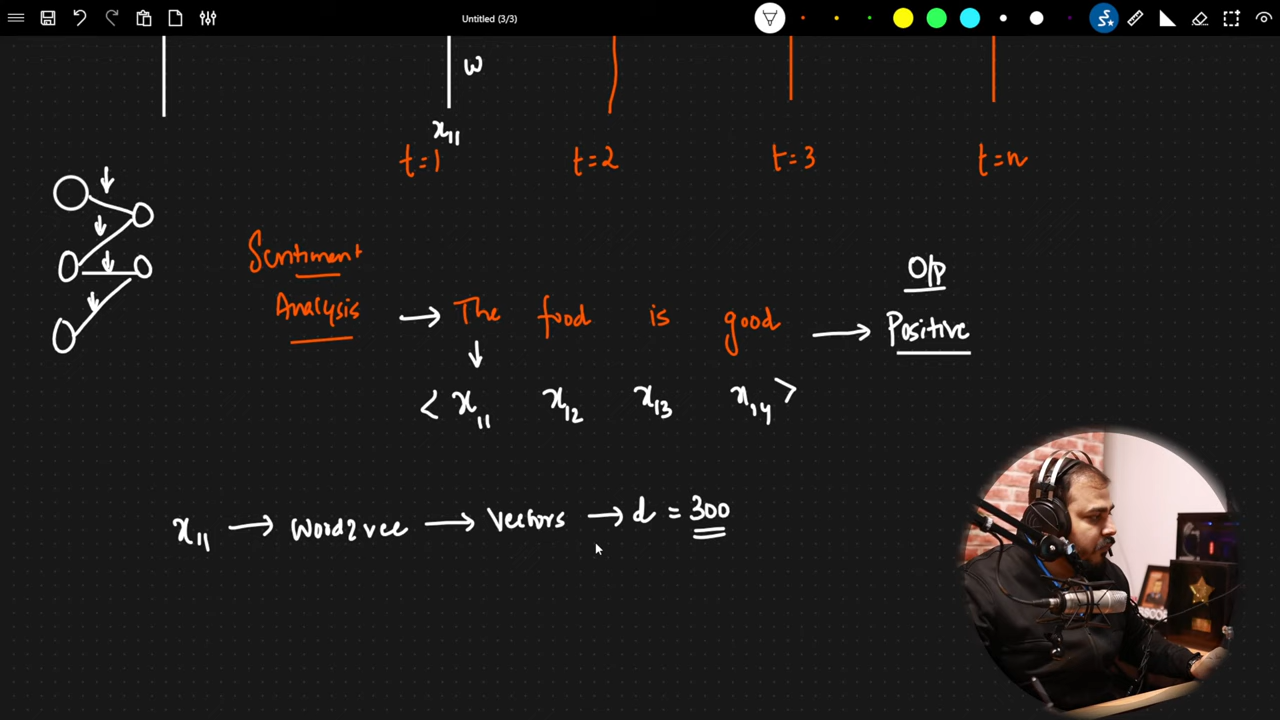 Untitled (3/3)
w
x11
t=1 t=2 t=3 t=n
Sentiment
Analysis → The food is good → Positive
O/p
< x11 x12 x13 x14 >
x11 → Word2vec → Vectors → d = 300